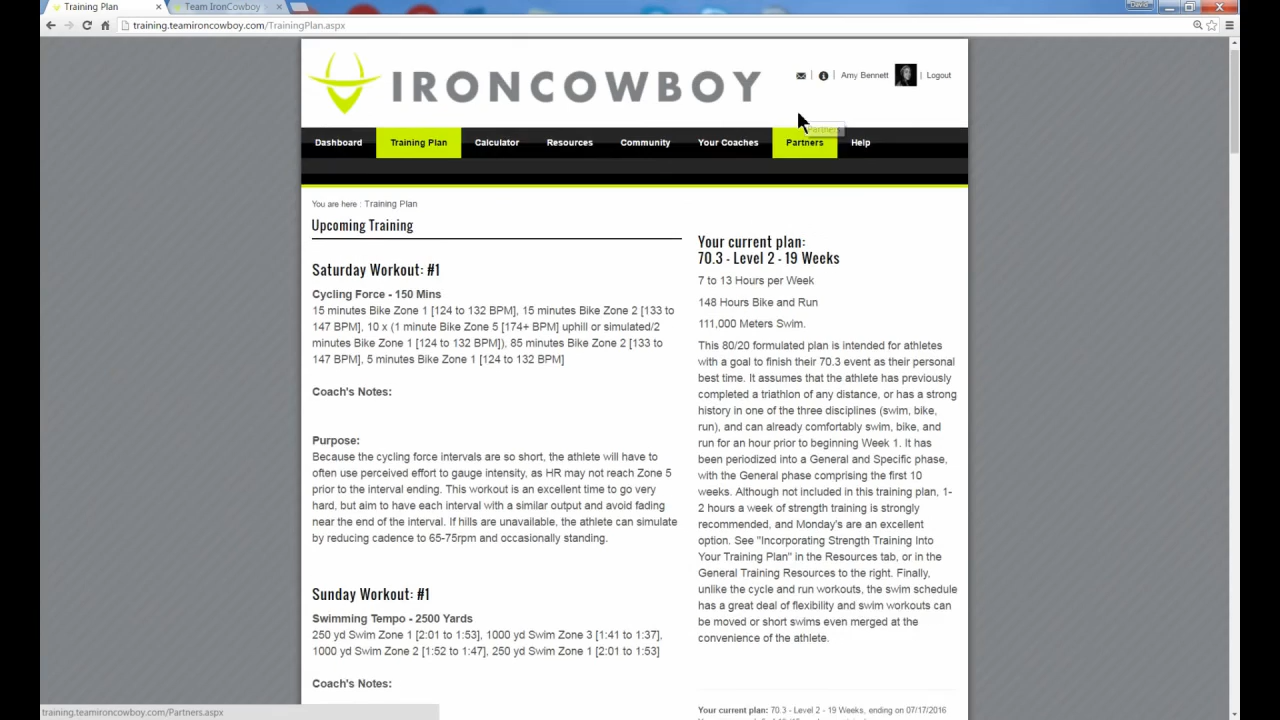 Training Plan
Team IronCowboy
David
training.teamironcowboy.com/TrainingPlan.aspx
IRONCOWBOY
Amy Bennett
Logout
Partners
Dashboard
Training Plan
Calculator
Resources
Community
Your Coaches
Partners
Help
You are here : Training Plan
Upcoming Training
Saturday Workout: #1
Cycling Force - 150 Mins
15 minutes Bike Zone 1 [124 to 132 BPM], 15 minutes Bike Zone 2 [133 to
147 BPM], 10 x (1 minute Bike Zone 5 [174+ BPM] uphill or simulated/2
minutes Bike Zone 1 [124 to 132 BPM]), 85 minutes Bike Zone 2 [133 to
147 BPM], 5 minutes Bike Zone 1 [124 to 132 BPM]
Coach's Notes:
Purpose:
Because the cycling force intervals are so short, the athlete will have to
often use perceived effort to gauge intensity, as HR may not reach Zone 5
prior to the interval ending. This workout is an excellent time to go very
hard, but aim to have each interval with a similar output and avoid fading
near the end of the interval. If hills are unavailable, the athlete can simulate
by reducing cadence to 65-75rpm and occasionally standing.
Sunday Workout: #1
Swimming Tempo - 2500 Yards
250 yd Swim Zone 1 [2:01 to 1:53], 1000 yd Swim Zone 3 [1:41 to 1:37],
1000 yd Swim Zone 2 [1:52 to 1:47], 250 yd Swim Zone 1 [2:01 to 1:53]
Coach's Notes:
Your current plan:
70.3 - Level 2 - 19 Weeks
7 to 13 Hours per Week
148 Hours Bike and Run
111,000 Meters Swim.
This 80/20 formulated plan is intended for athletes
with a goal to finish their 70.3 event as their personal
best time. It assumes that the athlete has previously
completed a triathlon of any distance, or has a strong
history in one of the three disciplines (swim, bike,
run), and can already comfortably swim, bike, and
run for an hour prior to beginning Week 1. It has
been periodized into a General and Specific phase,
with the General phase comprising the first 10
weeks. Although not included in this training plan, 1-
2 hours a week of strength training is strongly
recommended, and Monday's are an excellent
option. See "Incorporating Strength Training Into
Your Training Plan" in the Resources tab, or in the
General Training Resources to the right. Finally,
unlike the cycle and run workouts, the swim schedule
has a great deal of flexibility and swim workouts can
be moved or short swims even merged at the
convenience of the athlete.
Your current plan: 70.3 - Level 2 - 19 Weeks, ending on 07/17/2016
training.teamironcowboy.com/Partners.aspx